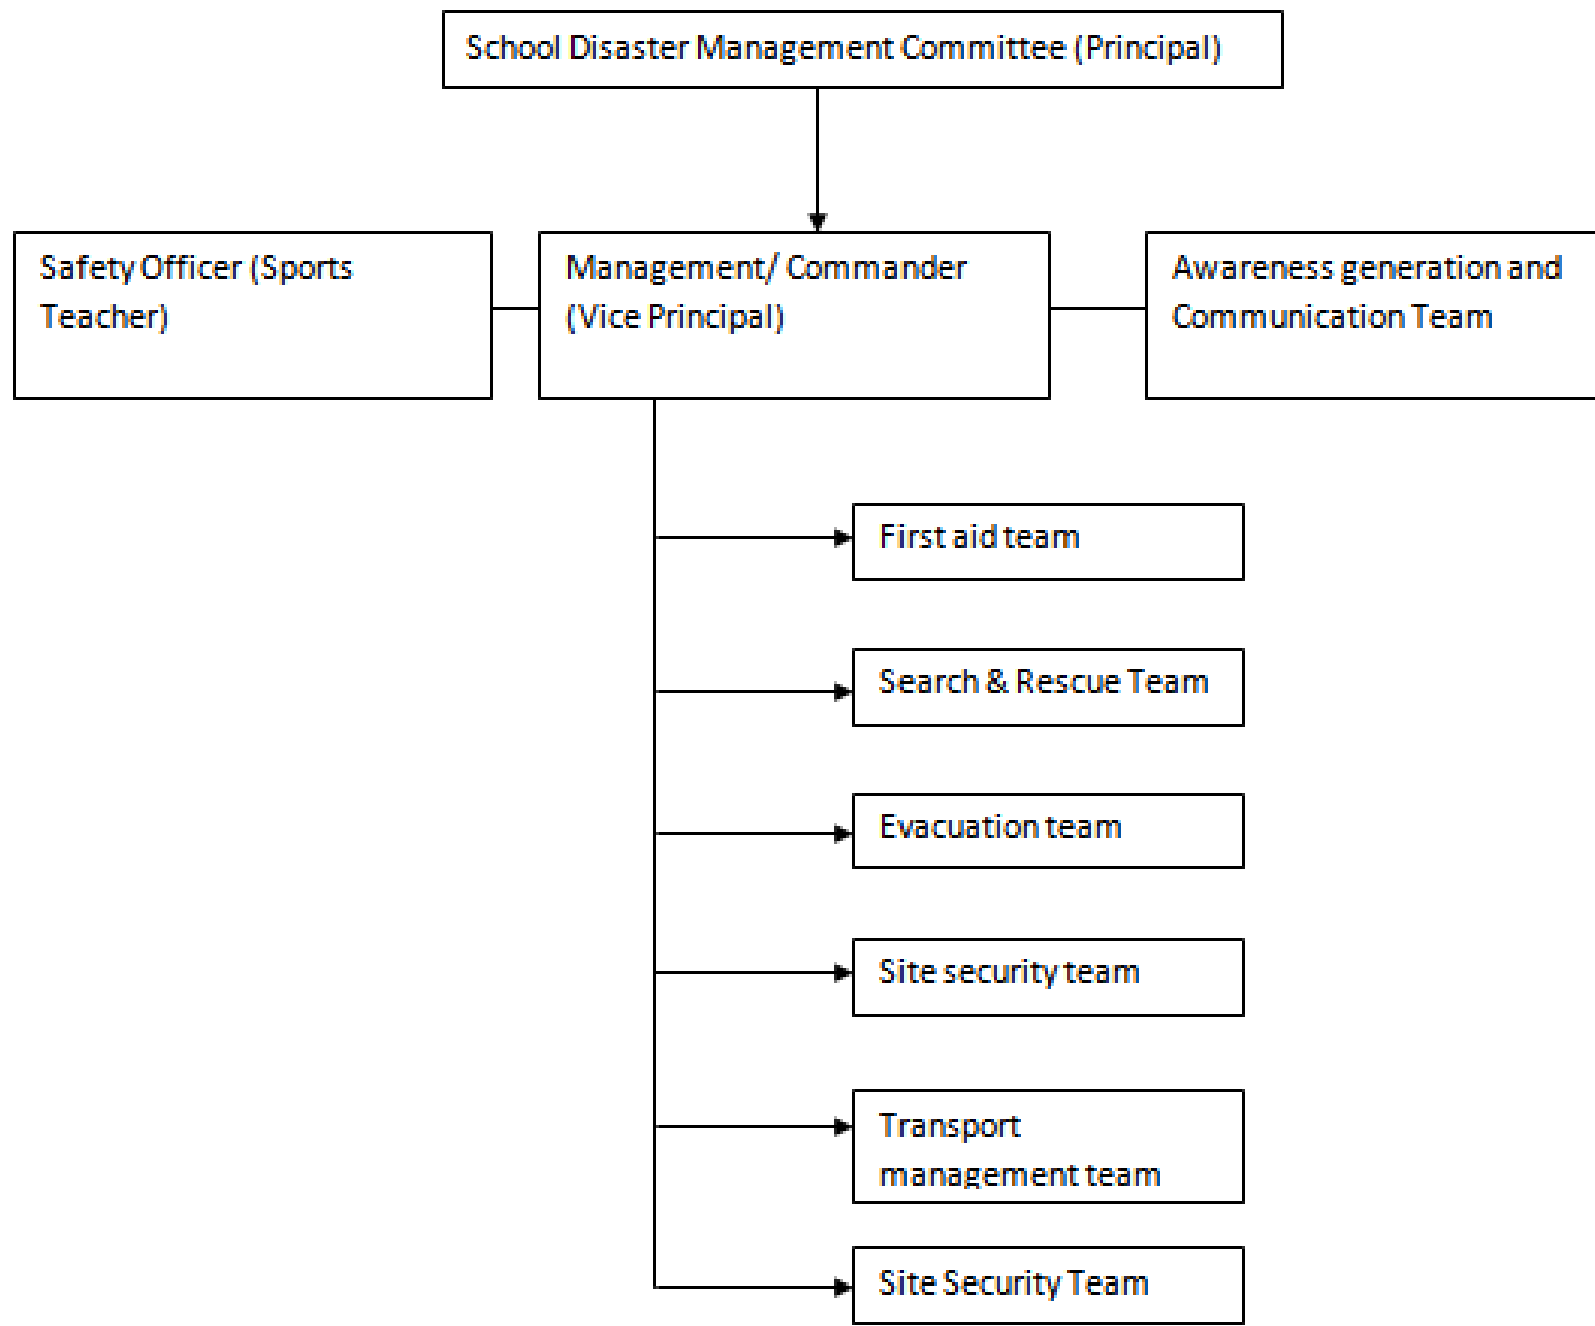 School Disaster Management Committee (Principal)
Safety Officer (Sports
Teacher)
Management/ Commander
(Vice Principal)
Awareness generation and
Communication Team
First aid team
Search & Rescue Team
Evacuation team
Site security team
Transport
management team
Site Security Team